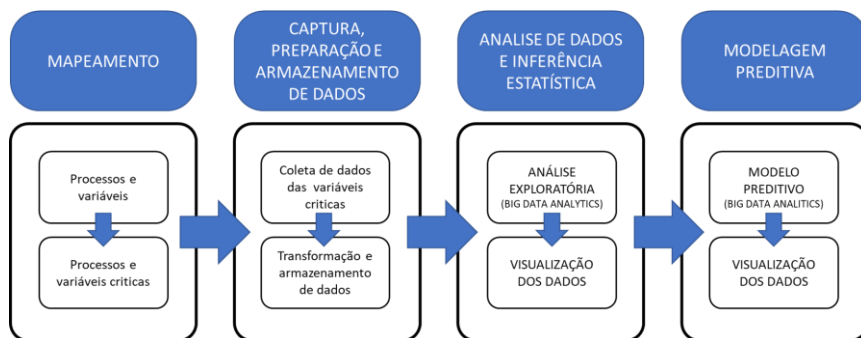 MAPEAMENTO
CAPTURA,
PREPARAÇÃO E
ARMAZENAMENTO
DE DADOS
ANALISE DE DADOS
E INFERÊNCIA
ESTATÍSTICA
MODELAGEM
PREDITIVA
Processos e
variáveis
Processos e
variáveis criticas
Coleta de dados
das variáveis
criticas
Transformação e
armazenamento
de dados
ANÁLISE
EXPLORATÓRIA
(BIG DATA ANALYTICS)
VISUALIZAÇÃO
DOS DADOS
MODELO
PREDITIVO
(BIG DATA ANALITICS)
VISUALIZAÇÃO
DOS DADOS